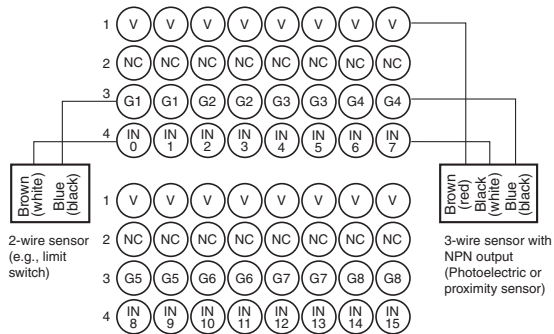 1 V V V V V V V V
2 NC NC NC NC NC NC NC NC
3 G1 G1 G2 G2 G3 G3 G4 G4
4 IN 0 IN 1 IN 2 IN 3 IN 4 IN 5 IN 6 IN 7
Brown (white)
Blue (black)
2-wire sensor
(e.g., limit
switch)
Brown (red)
Black (white)
Blue (black)
3-wire sensor with
NPN output
(Photoelectric or
proximity sensor)
1 V V V V V V V V
2 NC NC NC NC NC NC NC NC
3 G5 G5 G6 G6 G7 G7 G8 G8
4 IN 8 IN 9 IN 10 IN 11 IN 12 IN 13 IN 14 IN 15